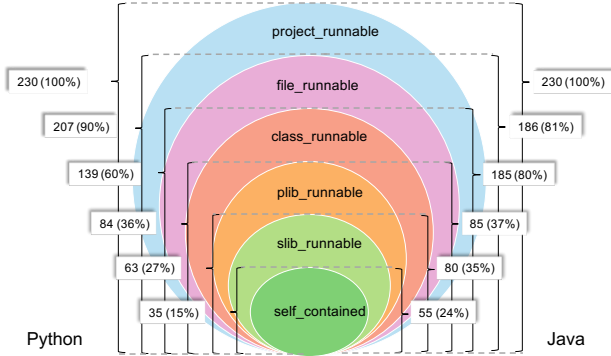 project_runnable
230 (100%)
230 (100%)
file_runnable
207 (90%)
186 (81%)
class_runnable
139 (60%)
185 (80%)
plib_runnable
84 (36%)
85 (37%)
slib_runnable
63 (27%)
80 (35%)
35 (15%)
self_contained
55 (24%)
Python
Java